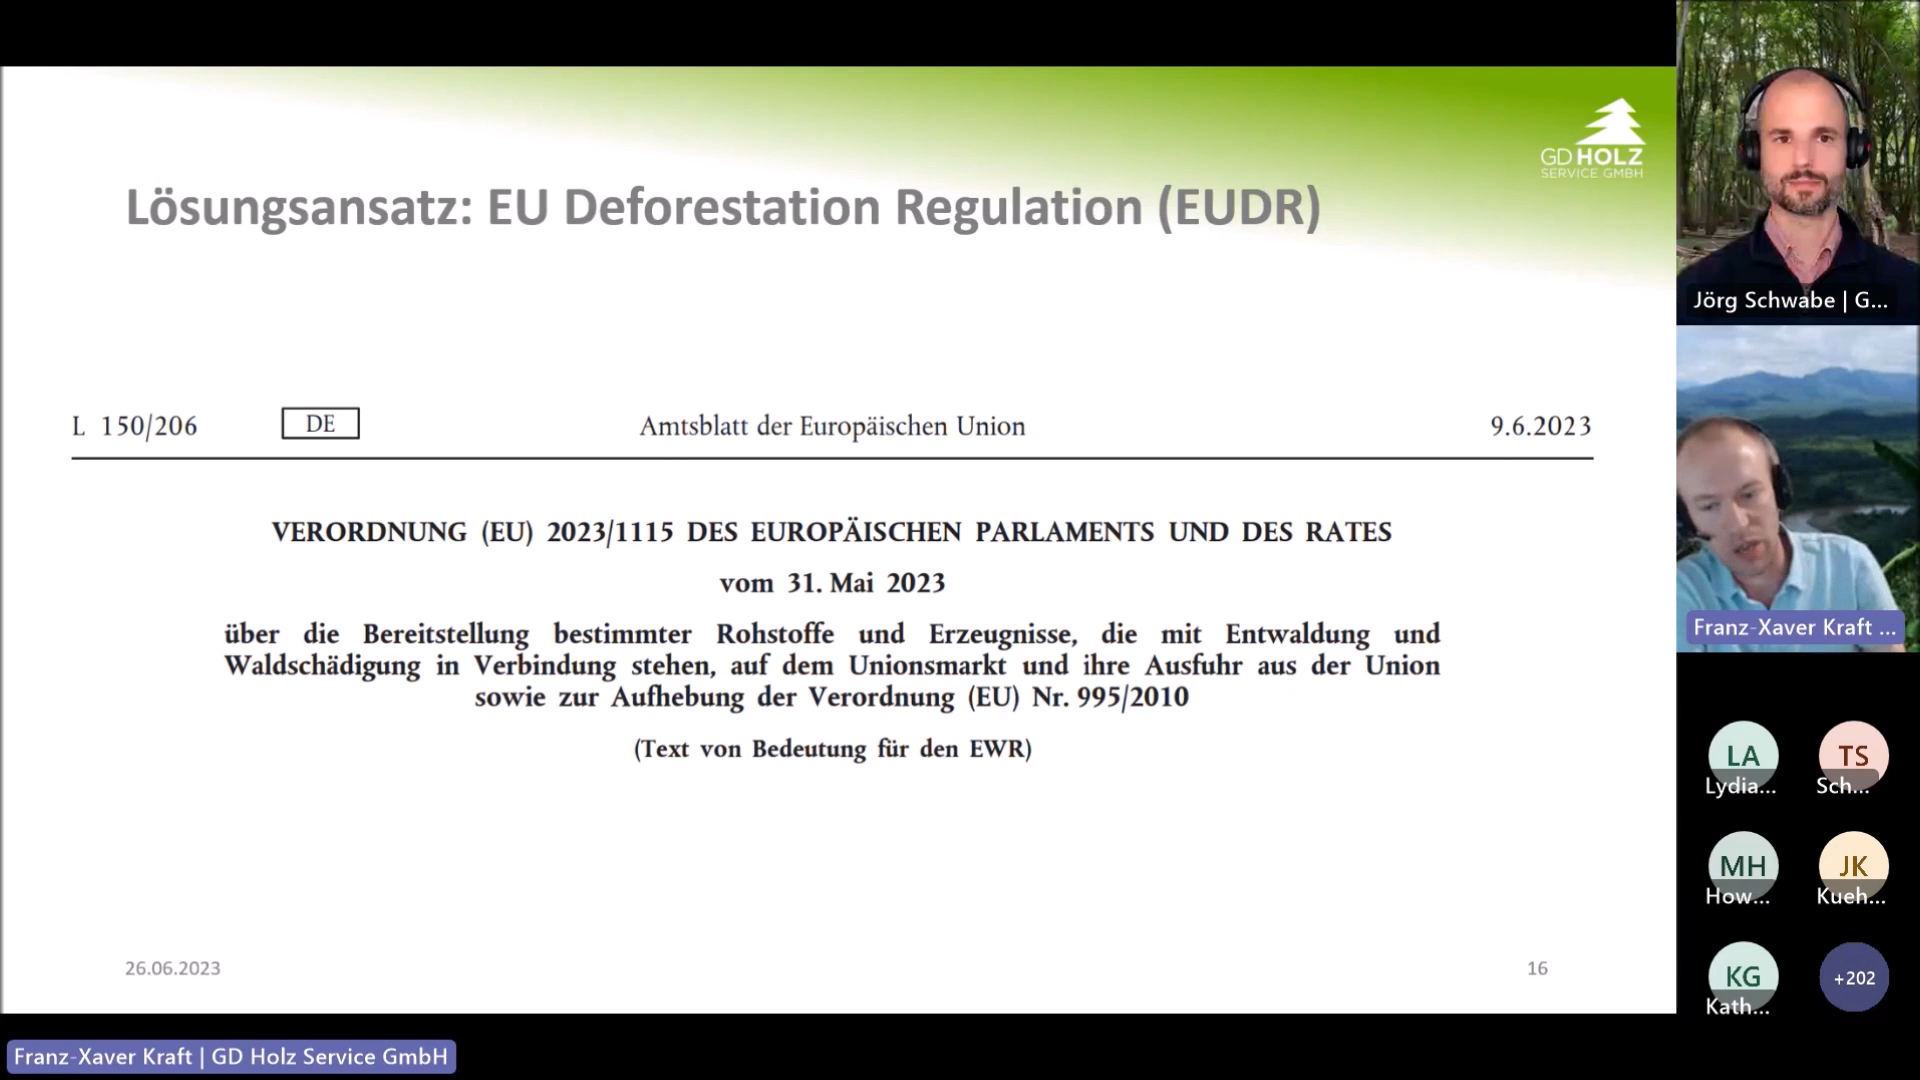 GD HOLZ
SERVICE GMBH
Lösungsansatz: EU Deforestation Regulation (EUDR)
L 150/206 DE Amtsblatt der Europäischen Union 9.6.2023
VERORDNUNG (EU) 2023/1115 DES EUROPÄISCHEN PARLAMENTS UND DES RATES
vom 31. Mai 2023
über die Bereitstellung bestimmter Rohstoffe und Erzeugnisse, die mit Entwaldung und
Waldschädigung in Verbindung stehen, auf dem Unionsmarkt und ihre Ausfuhr aus der Union
sowie zur Aufhebung der Verordnung (EU) Nr. 995/2010
(Text von Bedeutung für den EWR)
26.06.2023 16
Franz-Xaver Kraft | GD Holz Service GmbH
Jörg Schwabe | G...
Franz-Xaver Kraft ...
LA TS
Lydia... Sch...
MH JK
How... Kueh...
KG +202
Kath...